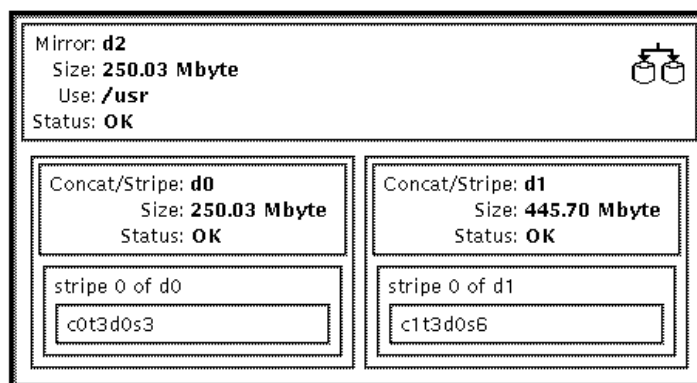 Mirror: d2
Size: 250.03 Mbyte
Use: /usr
Status: OK
Concat/Stripe: d0
Size: 250.03 Mbyte
Status: OK
stripe 0 of d0
c0t3d0s3
Concat/Stripe: d1
Size: 445.70 Mbyte
Status: OK
stripe 0 of d1
c1t3d0s6